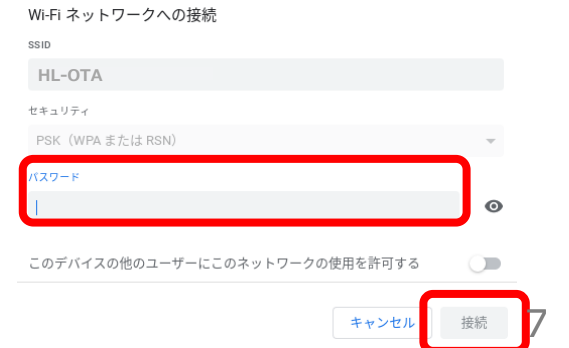 Wi-Fi ネットワークへの接続
SSID
HL-OTA
セキュリティ
PSK（WPA または RSN）
パスワード
このデバイスの他のユーザーにこのネットワークの使用を許可する
キャンセル
接続
7